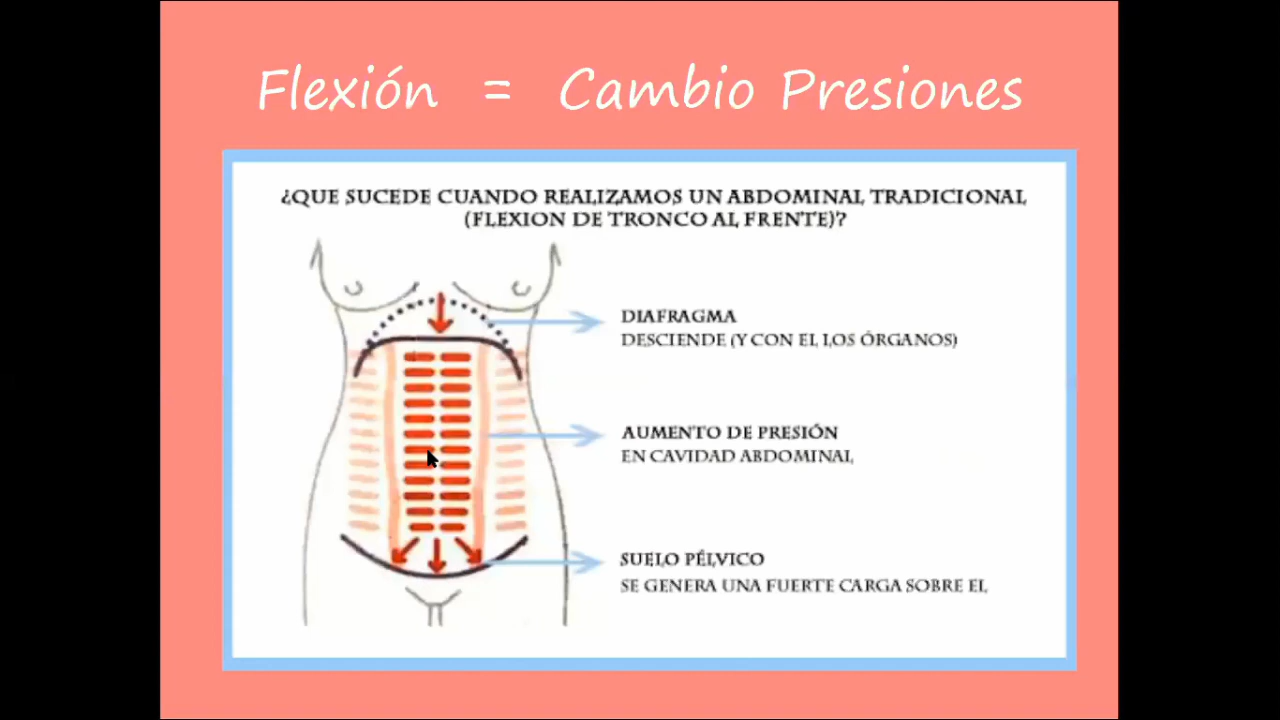 Flexión = Cambio Presiones
¿QUE SUCEDE CUANDO REALIZAMOS UN ABDOMINAL TRADICIONAL
(FLEXION DE TRONCO AL FRENTE)?
DIAFRAGMA
DESCIENDE (Y CON EL LOS ÓRGANOS)
AUMENTO DE PRESIÓN
EN CAVIDAD ABDOMINAL
SUELO PÉLVICO
SE GENERA UNA FUERTE CARGA SOBRE EL